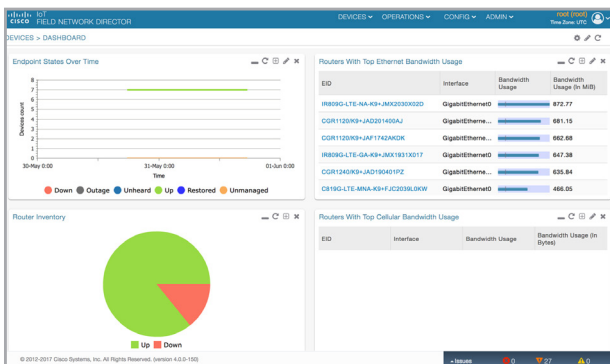 cisco IoT FIELD NETWORK DIRECTOR
DEVICES OPERATIONS CONFIG ADMIN
root (root)
Time Zone: UTC
DEVICES > DASHBOARD
Endpoint States Over Time
Devices count
8
7
6
5
4
3
2
1
0
30-May 0:00 31-May 0:00 01-Jun 0:00
Time
Down Outage Unheard Up Restored Unmanaged
Routers With Top Ethernet Bandwidth Usage
EID Interface Bandwidth Usage Bandwidth Usage (In MiB)
IR809G-LTE-NA-K9+JMX2030X02D GigabitEthernet0 872.77
CGR1120/K9+JAD201400AJ GigabitEtherne... 681.15
CGR1120/K9+JAF1742AKDK GigabitEtherne... 662.68
IR809G-LTE-GA-K9+JMX1931X017 GigabitEthernet0 647.38
CGR1240/K9+JAD190401PZ GigabitEtherne... 635.84
C819G-LTE-MNA-K9+FJC2039L0KW GigabitEthernet0 466.05
Router Inventory
Up Down
Routers With Top Cellular Bandwidth Usage
EID Interface Bandwidth Usage Bandwidth Usage (In Bytes)
© 2012-2017 Cisco Systems, Inc. All Rights Reserved. (version 4.0.0-150)
Issues 0 27 0